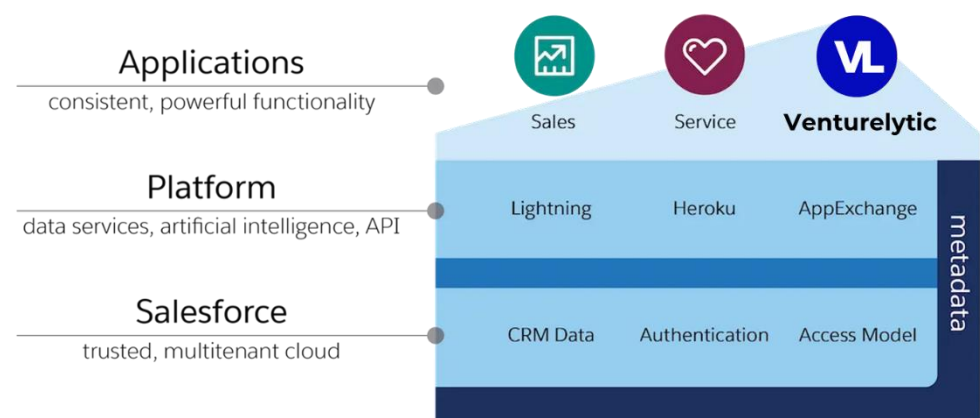 Applications
consistent, powerful functionality
VL
Sales
Service
Venturelytic
Platform
data services, artificial intelligence, API
Lightning
Heroku
AppExchange
metadata
Salesforce
trusted, multitenant cloud
CRM Data
Authentication
Access Model